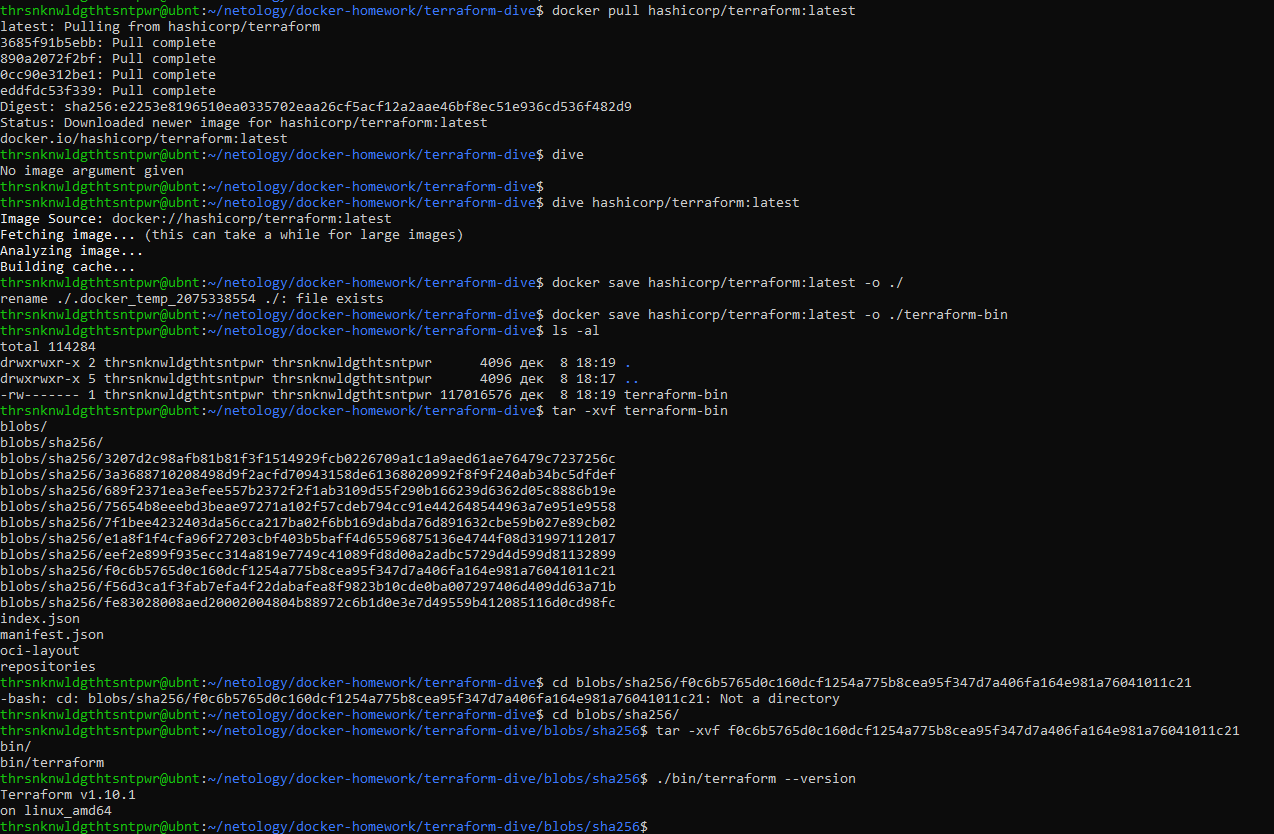 thrsnknwldgthtsntpwr@ubnt:~/netology/docker-homework/terraform-dive$ docker pull hashicorp/terraform:latest
latest: Pulling from hashicorp/terraform
3685f91b5ebb: Pull complete
890a2072f2bf: Pull complete
0cc90e312be1: Pull complete
eddfdc53f339: Pull complete
Digest: sha256:e2253e8196510ea0335702eaa26cf5acf12a2aae46bf8ec51e936cd536f482d9
Status: Downloaded newer image for hashicorp/terraform:latest
docker.io/hashicorp/terraform:latest
thrsnknwldgthtsntpwr@ubnt:~/netology/docker-homework/terraform-dive$ dive
No image argument given
thrsnknwldgthtsntpwr@ubnt:~/netology/docker-homework/terraform-dive$
thrsnknwldgthtsntpwr@ubnt:~/netology/docker-homework/terraform-dive$ dive hashicorp/terraform:latest
Image Source: docker://hashicorp/terraform:latest
Fetching image... (this can take a while for large images)
Analyzing image...
Building cache...
thrsnknwldgthtsntpwr@ubnt:~/netology/docker-homework/terraform-dive$ docker save hashicorp/terraform:latest -o ./
rename ./.docker_temp_2075338554 ./: file exists
thrsnknwldgthtsntpwr@ubnt:~/netology/docker-homework/terraform-dive$ docker save hashicorp/terraform:latest -o ./terraform-bin
thrsnknwldgthtsntpwr@ubnt:~/netology/docker-homework/terraform-dive$ ls -al
total 114284
drwxrwxr-x 2 thrsnknwldgthtsntpwr thrsnknwldgthtsntpwr      4096 дек  8 18:19 .
drwxrwxr-x 5 thrsnknwldgthtsntpwr thrsnknwldgthtsntpwr      4096 дек  8 18:17 ..
-rw------- 1 thrsnknwldgthtsntpwr thrsnknwldgthtsntpwr 117016576 дек  8 18:19 terraform-bin
thrsnknwldgthtsntpwr@ubnt:~/netology/docker-homework/terraform-dive$ tar -xvf terraform-bin
blobs/
blobs/sha256/
blobs/sha256/3207d2c98afb81b81f3f1514929fcb0226709a1c1a9aed61ae76479c7237256c
blobs/sha256/3a3688710208498d9f2acfd70943158de61368020992f8f9f240ab34bc5dfdef
blobs/sha256/689f2371ea3efee557b2372f2f1ab3109d55f290b166239d6362d05c8886b19e
blobs/sha256/75654b8eeebd3beae97271a102f57cdeb794cc91e442648544963a7e951e9558
blobs/sha256/7f1bee4232403da56cca217ba02f6bb169dabda76d891632cbe59b027e89cb02
blobs/sha256/e1a8f1f4cfa96f27203cbf403b5baff4d65596875136e4744f08d31997112017
blobs/sha256/eef2e899f935ecc314a819e7749c41089fd8d00a2adbc5729d4d599d81132899
blobs/sha256/f0c6b5765d0c160dcf1254a775b8cea95f347d7a406fa164e981a76041011c21
blobs/sha256/f56d3ca1f3fab7efa4f22dabafea8f9823b10cde0ba007297406d409dd63a71b
blobs/sha256/fe83028008aed20002004804b88972c6b1d0e3e7d49559b412085116d0cd98fc
index.json
manifest.json
oci-layout
repositories
thrsnknwldgthtsntpwr@ubnt:~/netology/docker-homework/terraform-dive$ cd blobs/sha256/f0c6b5765d0c160dcf1254a775b8cea95f347d7a406fa164e981a76041011c21
-bash: cd: blobs/sha256/f0c6b5765d0c160dcf1254a775b8cea95f347d7a406fa164e981a76041011c21: Not a directory
thrsnknwldgthtsntpwr@ubnt:~/netology/docker-homework/terraform-dive$ cd blobs/sha256/
thrsnknwldgthtsntpwr@ubnt:~/netology/docker-homework/terraform-dive/blobs/sha256$ tar -xvf f0c6b5765d0c160dcf1254a775b8cea95f347d7a406fa164e981a76041011c21
bin/
bin/terraform
thrsnknwldgthtsntpwr@ubnt:~/netology/docker-homework/terraform-dive/blobs/sha256$ ./bin/terraform --version
Terraform v1.10.1
on linux_amd64
thrsnknwldgthtsntpwr@ubnt:~/netology/docker-homework/terraform-dive/blobs/sha256$